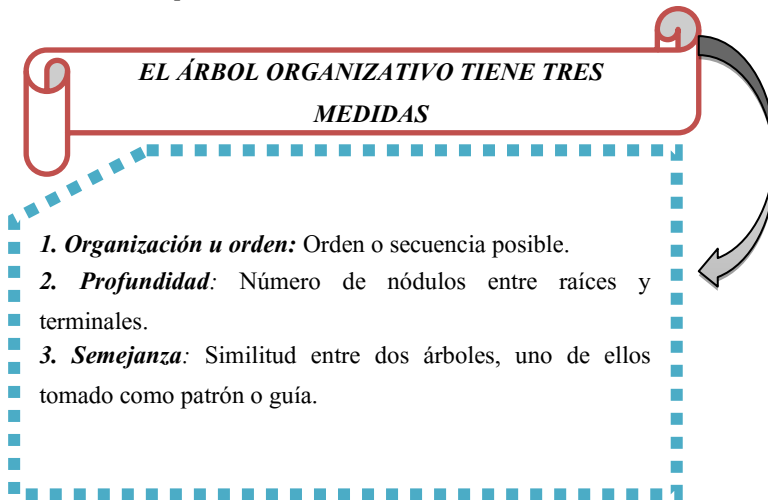 EL ÁRBOL ORGANIZATIVO TIENE TRES
MEDIDAS
1. Organización u orden: Orden o secuencia posible.
2. Profundidad: Número de nódulos entre raíces y
terminales.
3. Semejanza: Similitud entre dos árboles, uno de ellos
tomado como patrón o guía.